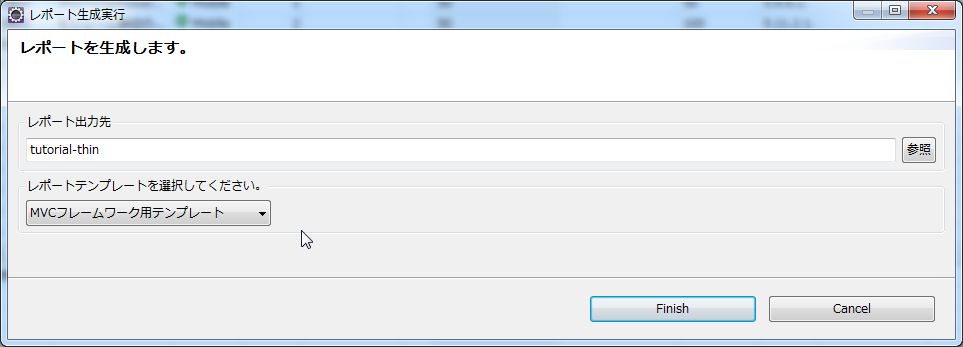 レポート生成実行
レポートを生成します。
レポート出力先
tutorial-thin
参照
レポートテンプレートを選択してください。
MVCフレームワーク用テンプレート
Finish
Cancel